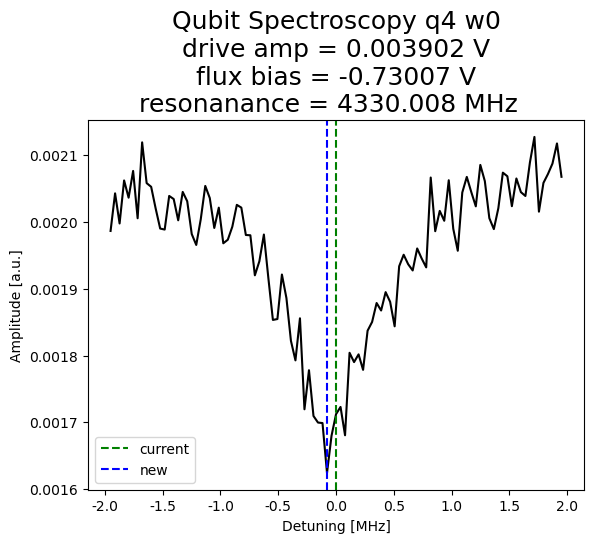 Qubit Spectroscopy q4 w0
drive amp = 0.003902 V
flux bias = -0.73007 V
resonanance = 4330.008 MHz
0.0021
0.0020
0.0019
0.0018
0.0017
0.0016
Amplitude [a.u.]
current
new
-2.0 -1.5 -1.0 -0.5 0.0 0.5 1.0 1.5 2.0
Detuning [MHz]